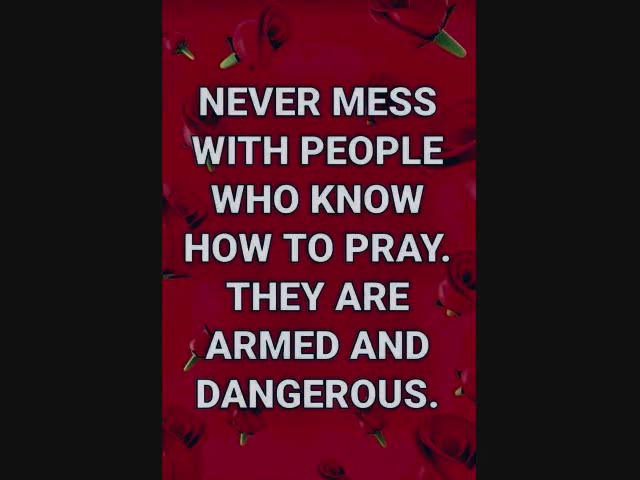 NEVER MESS
WITH PEOPLE
WHO KNOW
HOW TO PRAY.
THEY ARE
ARMED AND
DANGEROUS.